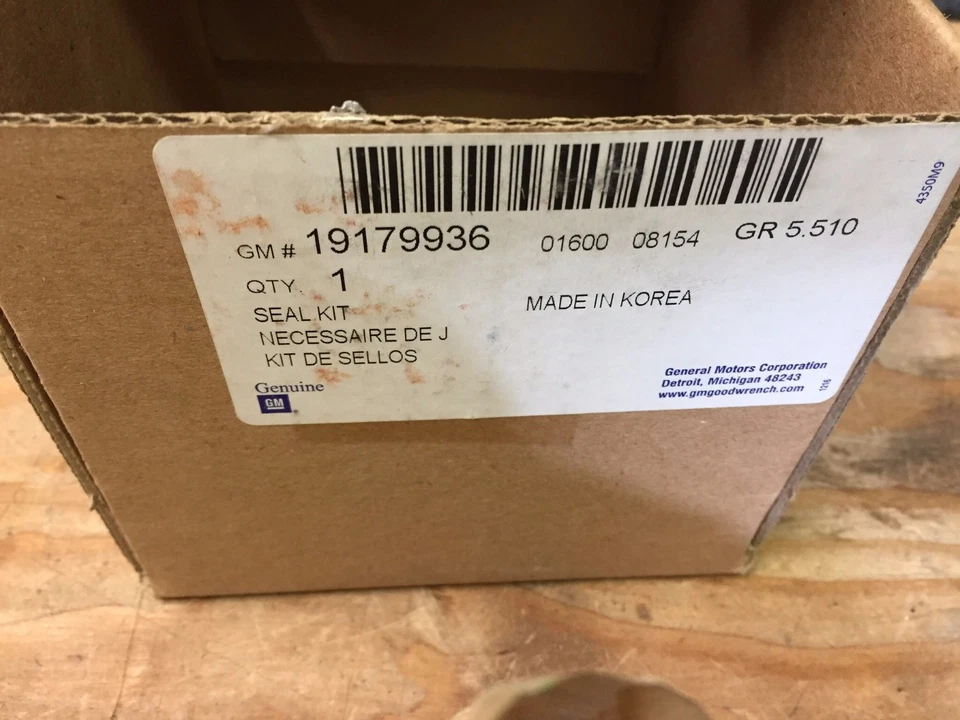 4350M9
GM # 19179936 01600 08154 GR 5.510
QTY. 1
SEAL KIT
MADE IN KOREA
NECESSAIRE DE J
KIT DE SELLOS
Genuine
GM
General Motors Corporation
Detroit, Michigan 48243
www.gmgoodwrench.com
1206